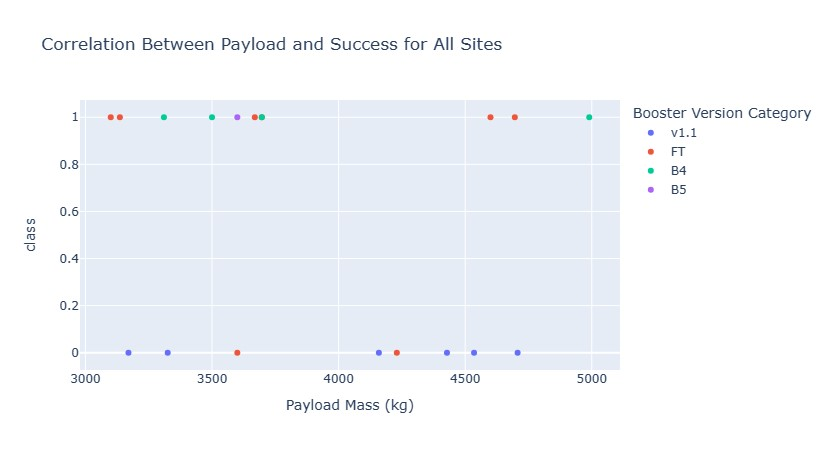 Correlation Between Payload and Success for All Sites
Booster Version Category
v1.1
FT
B4
B5
class
1
0.8
0.6
0.4
0.2
0
3000
3500
4000
4500
5000
Payload Mass (kg)